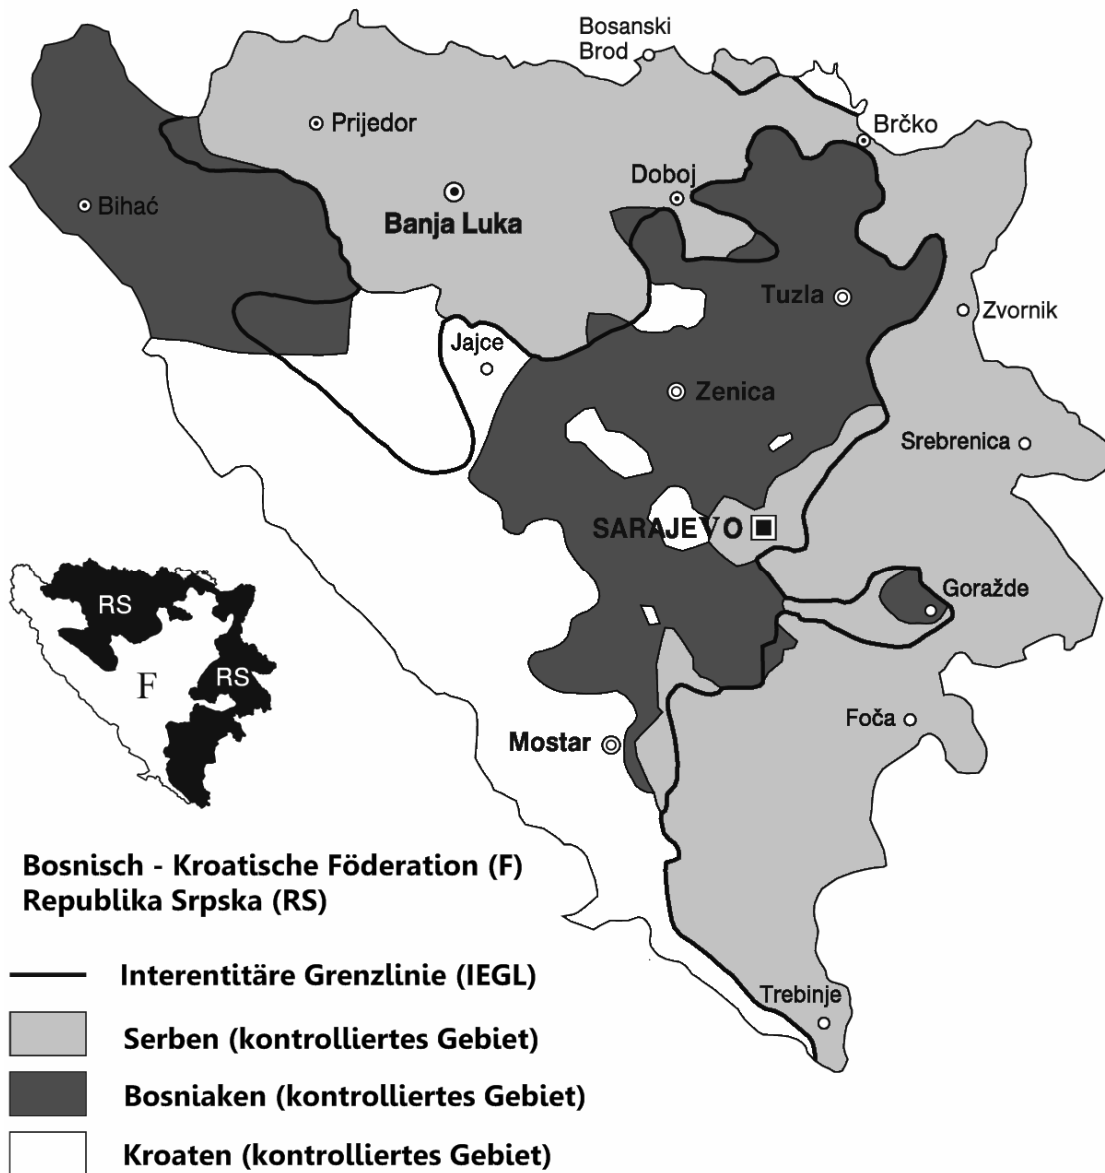 Bosanski
Brod
Prijedor
Brčko
Doboj
Bihać
Banja Luka
Tuzla
Zvornik
Jajce
Zenica
Srebrenica
SARAJEVO
Goražde
RS
RS
F
Foča
Mostar
Bosnisch - Kroatische Föderation (F)
Republika Srpska (RS)
Interentitäre Grenzlinie (IEGL)
Trebinje
Serben (kontrolliertes Gebiet)
Bosniaken (kontrolliertes Gebiet)
Kroaten (kontrolliertes Gebiet)